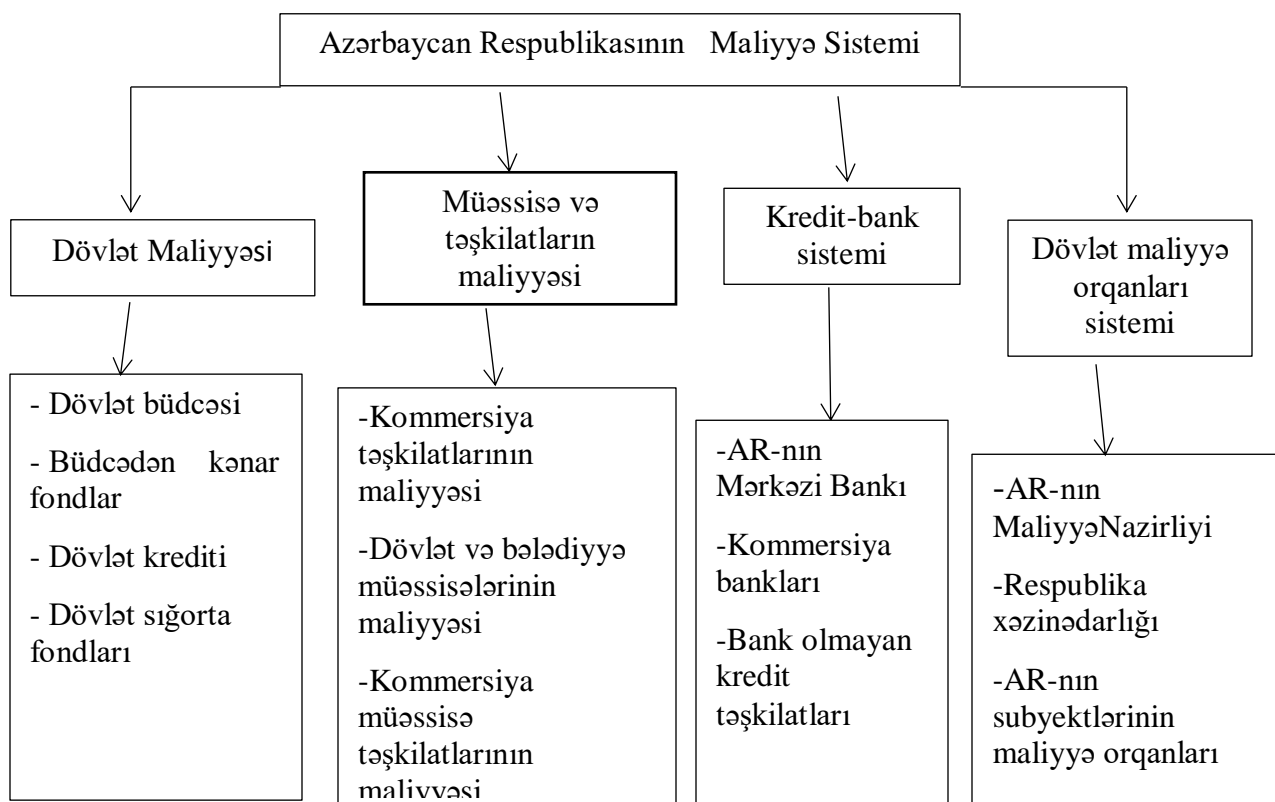 Azərbaycan Respublikasının Maliyyə Sistemi
Dövlət Maliyyəsi
Müəssisə və
təşkilatların
maliyyəsi
Kredit-bank
sistemi
Dövlət maliyyə
orqanları
sistemi
- Dövlət büdcəsi
- Büdcədən kənar
fondlar
- Dövlət krediti
- Dövlət sığorta
fondları
-Kommersiya
təşkilatlarının
maliyyəsi
-Dövlət və bələdiyyə
müəssisələrinin
maliyyəsi
-Kommersiya
müəssisə
təşkilatlarının
maliyyəsi
-AR-nın
Mərkəzi Bankı
-Kommersiya
bankları
-Bank olmayan
kredit
təşkilatları
-AR-nın
MaliyyəNazirliyi
-Respublika
xəzinədarlığı
-AR-nın
subyektlərinin
maliyyə orqanları